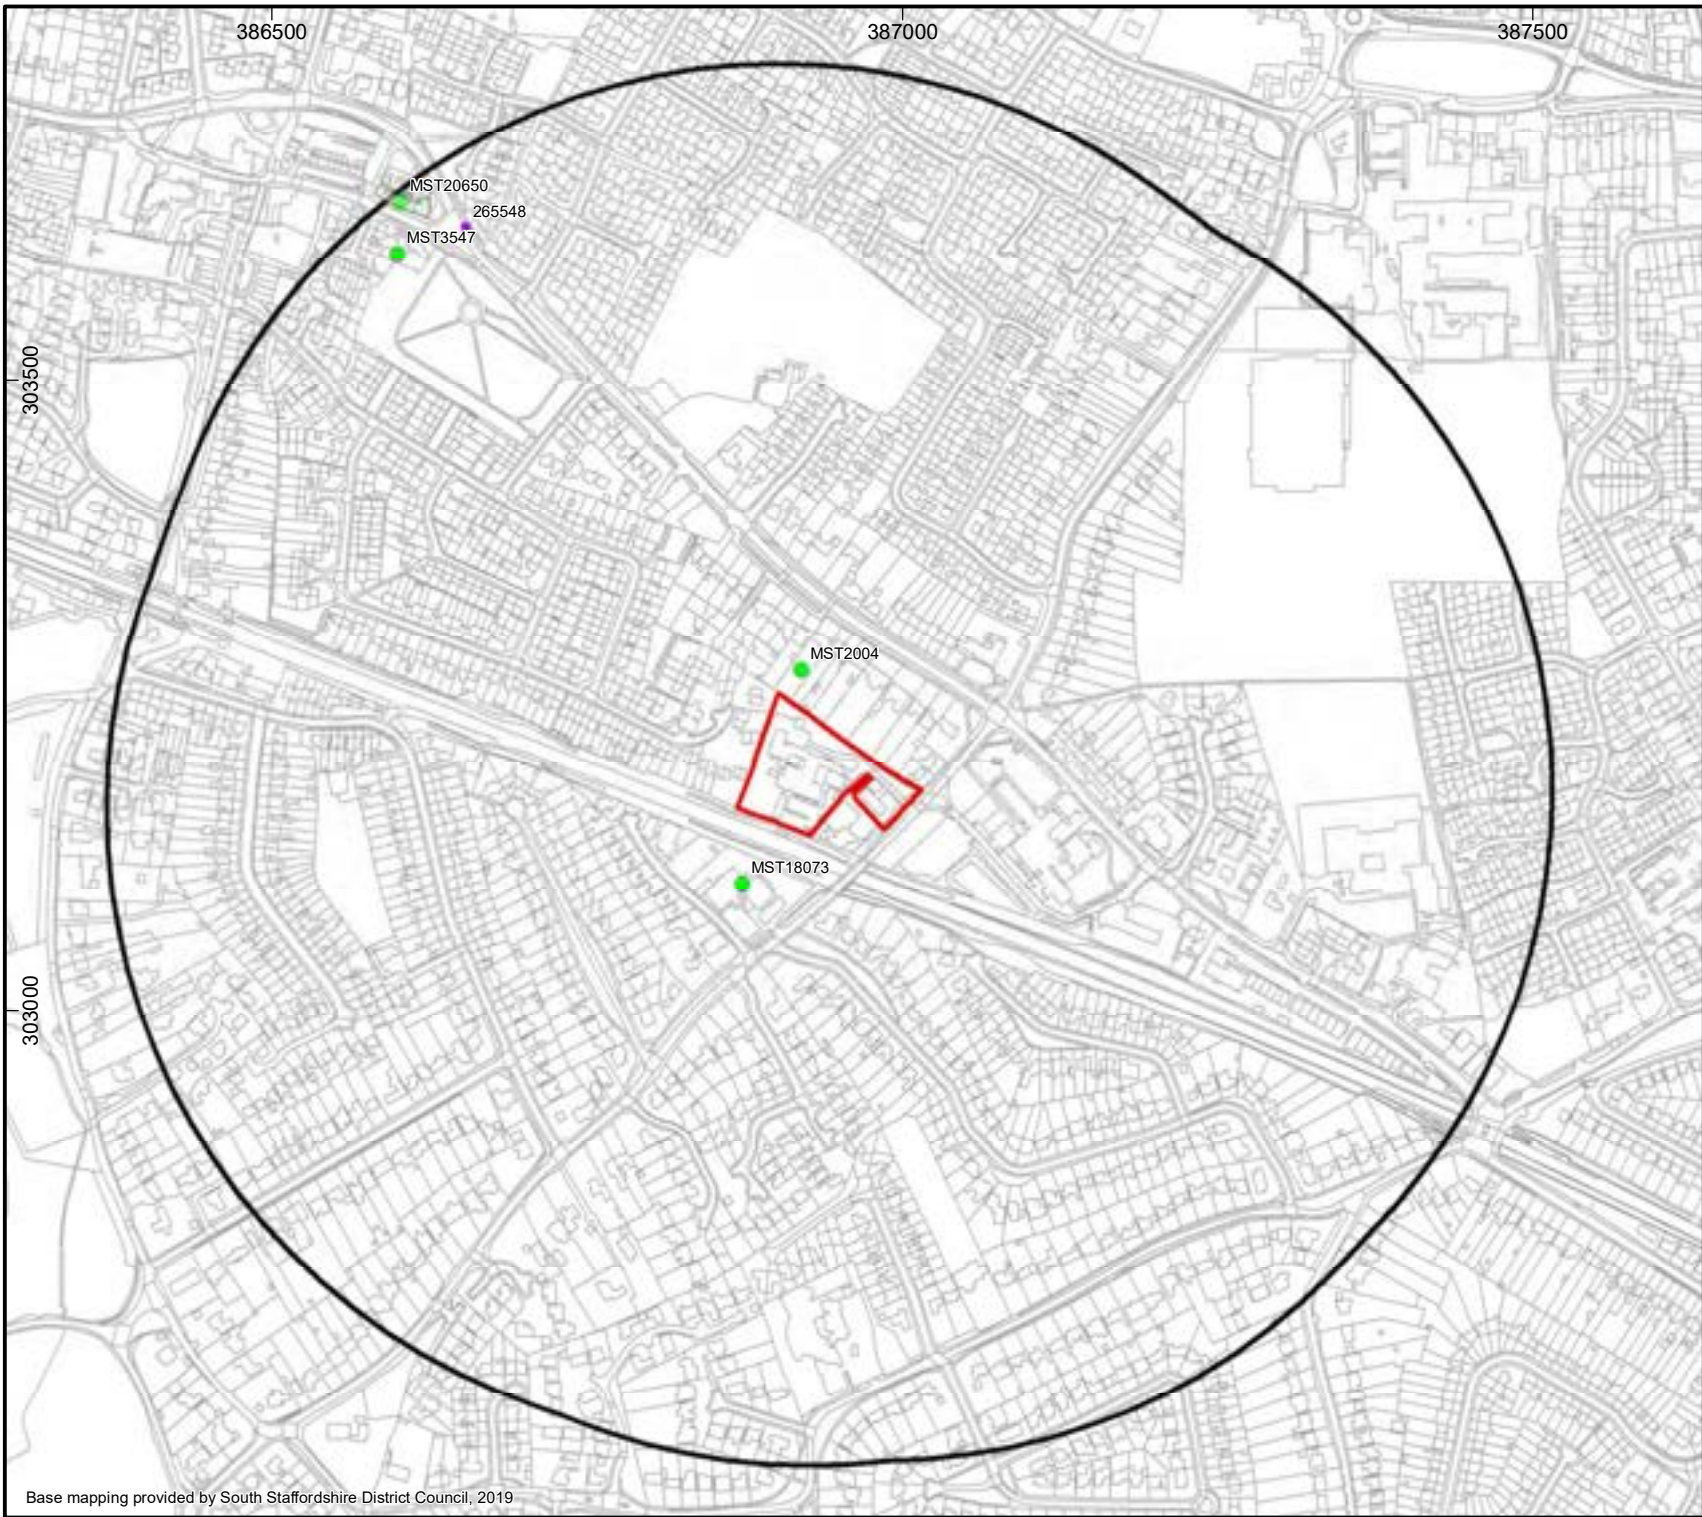 386500
387000
387500
MST20650
265548
MST3547
303500
MST2004
MST18073
303000
Base mapping provided by South Staffordshire District Council, 2019